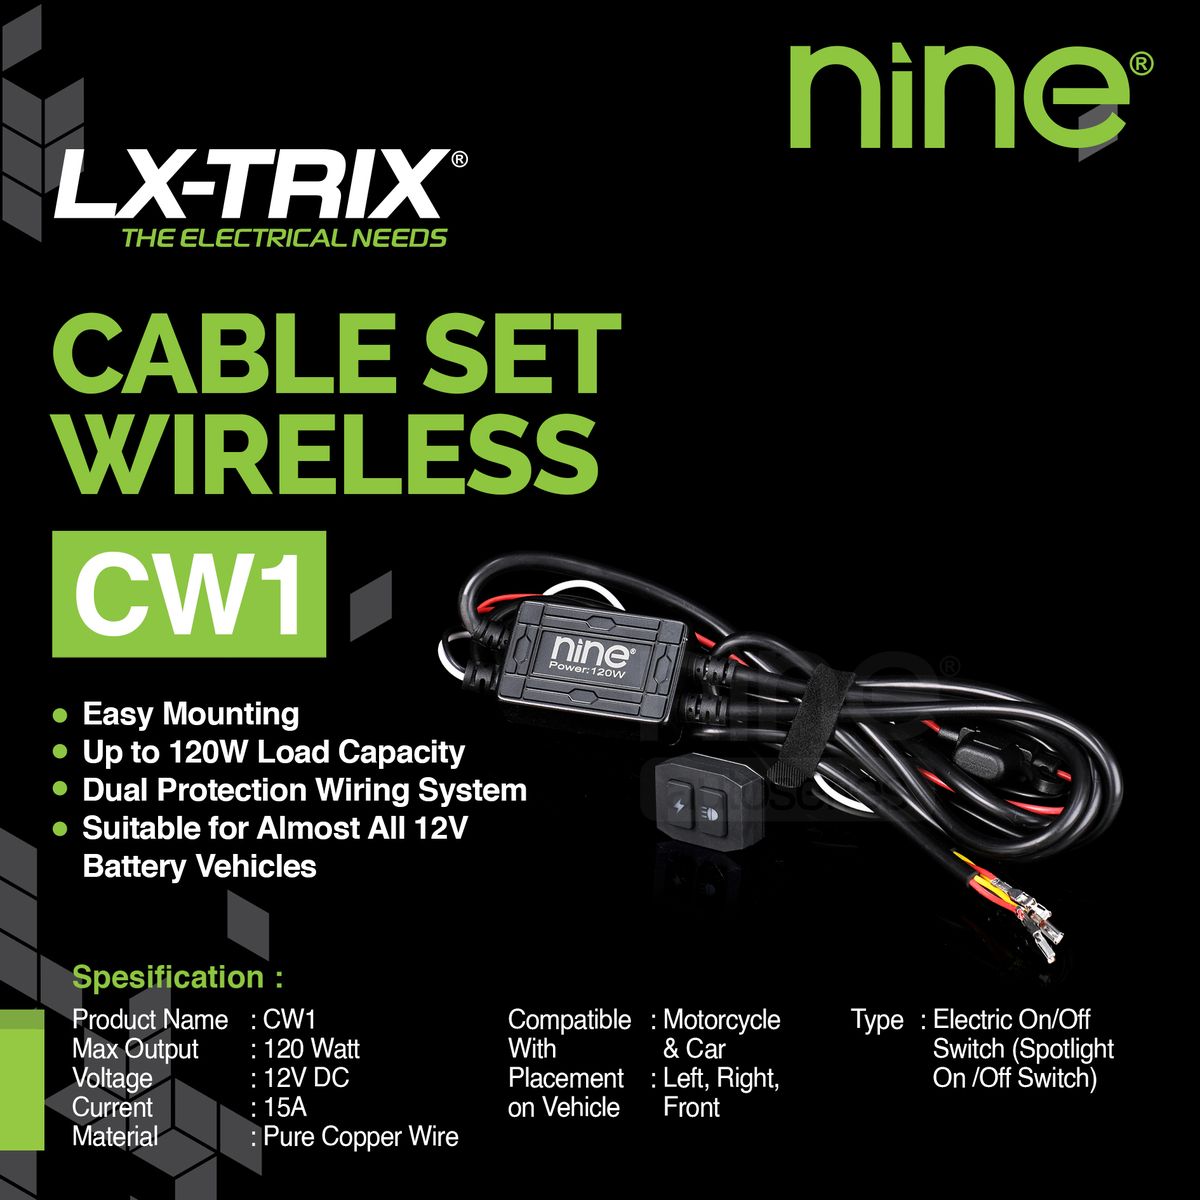 nine®
LX-TRIX®
THE ELECTRICAL NEEDS
CABLE SET
WIRELESS
CW1
nine®
Power:120W
Easy Mounting
Up to 120W Load Capacity
Dual Protection Wiring System
Suitable for Almost All 12V
Battery Vehicles
Spesification :
Product Name : CW1
Max Output : 120 Watt
Voltage : 12V DC
Current : 15A
Material : Pure Copper Wire
Compatible : Motorcycle
With & Car
Placement : Left, Right,
on Vehicle Front
Type : Electric On/Off
Switch (Spotlight
On /Off Switch)